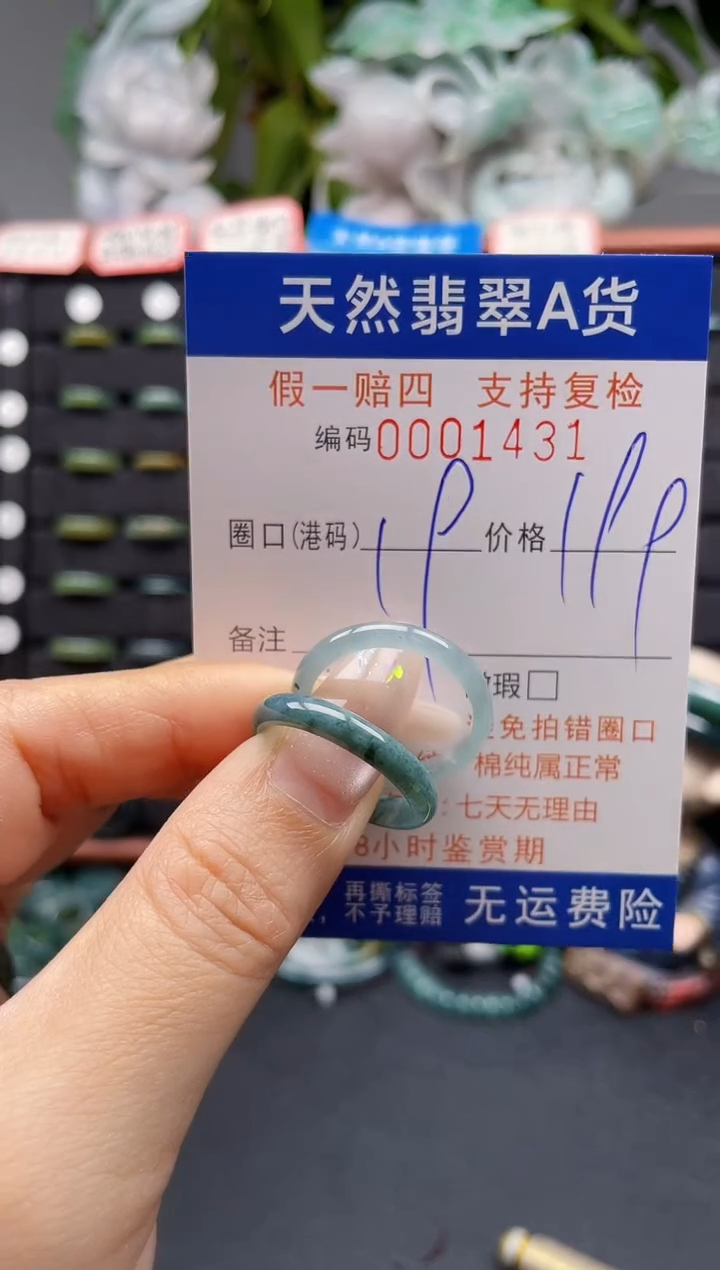 天然翡翠A货
假一赔四 支持复检
编码0001431
圈口(港码) 19 价格 199
备注
瑕□
免拍错圈口
棉纯属正常
:七天无理由
8小时鉴赏期
再撕标签
,不予理赔
无运费险